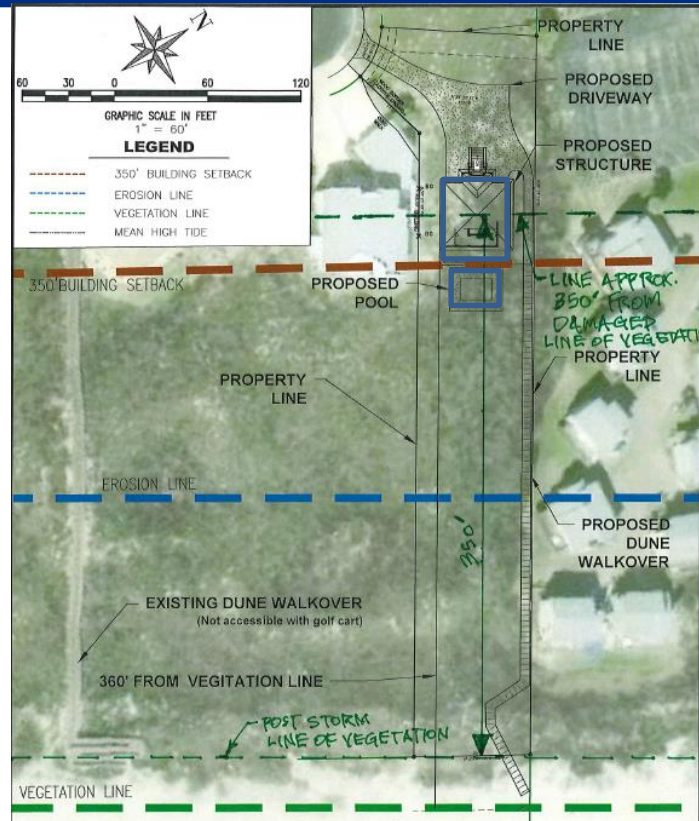 N
60 30 0 60 120
GRAPHIC SCALE IN FEET
1" = 60'
LEGEND
350' BUILDING SETBACK
EROSION LINE
VEGETATION LINE
MEAN HIGH TIDE
PROPERTY
LINE
PROPOSED
DRIVEWAY
PROPOSED
STRUCTURE
350' BUILDING SETBACK
PROPOSED
POOL
LINE APPROX.
350' FROM
DAMAGED
LINE OF VEGETATI
PROPERTY
LINE
PROPERTY
LINE
EROSION LINE
350'
PROPOSED
DUNE
WALKOVER
EXISTING DUNE WALKOVER
(Not accessible with golf cart)
360' FROM VEGITATION LINE
POST STORM
LINE OF VEGETATION
VEGETATION LINE